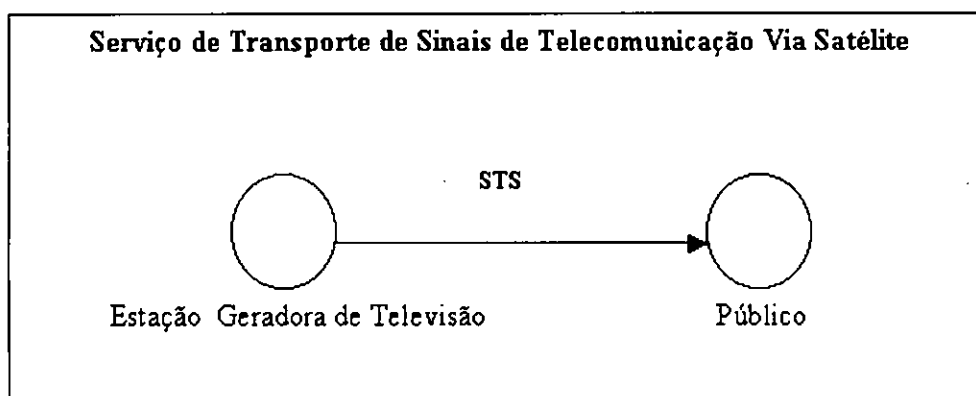 Serviço de Transporte de Sinais de Telecomunicação Via Satélite
STS
Estação Geradora de Televisão
Público